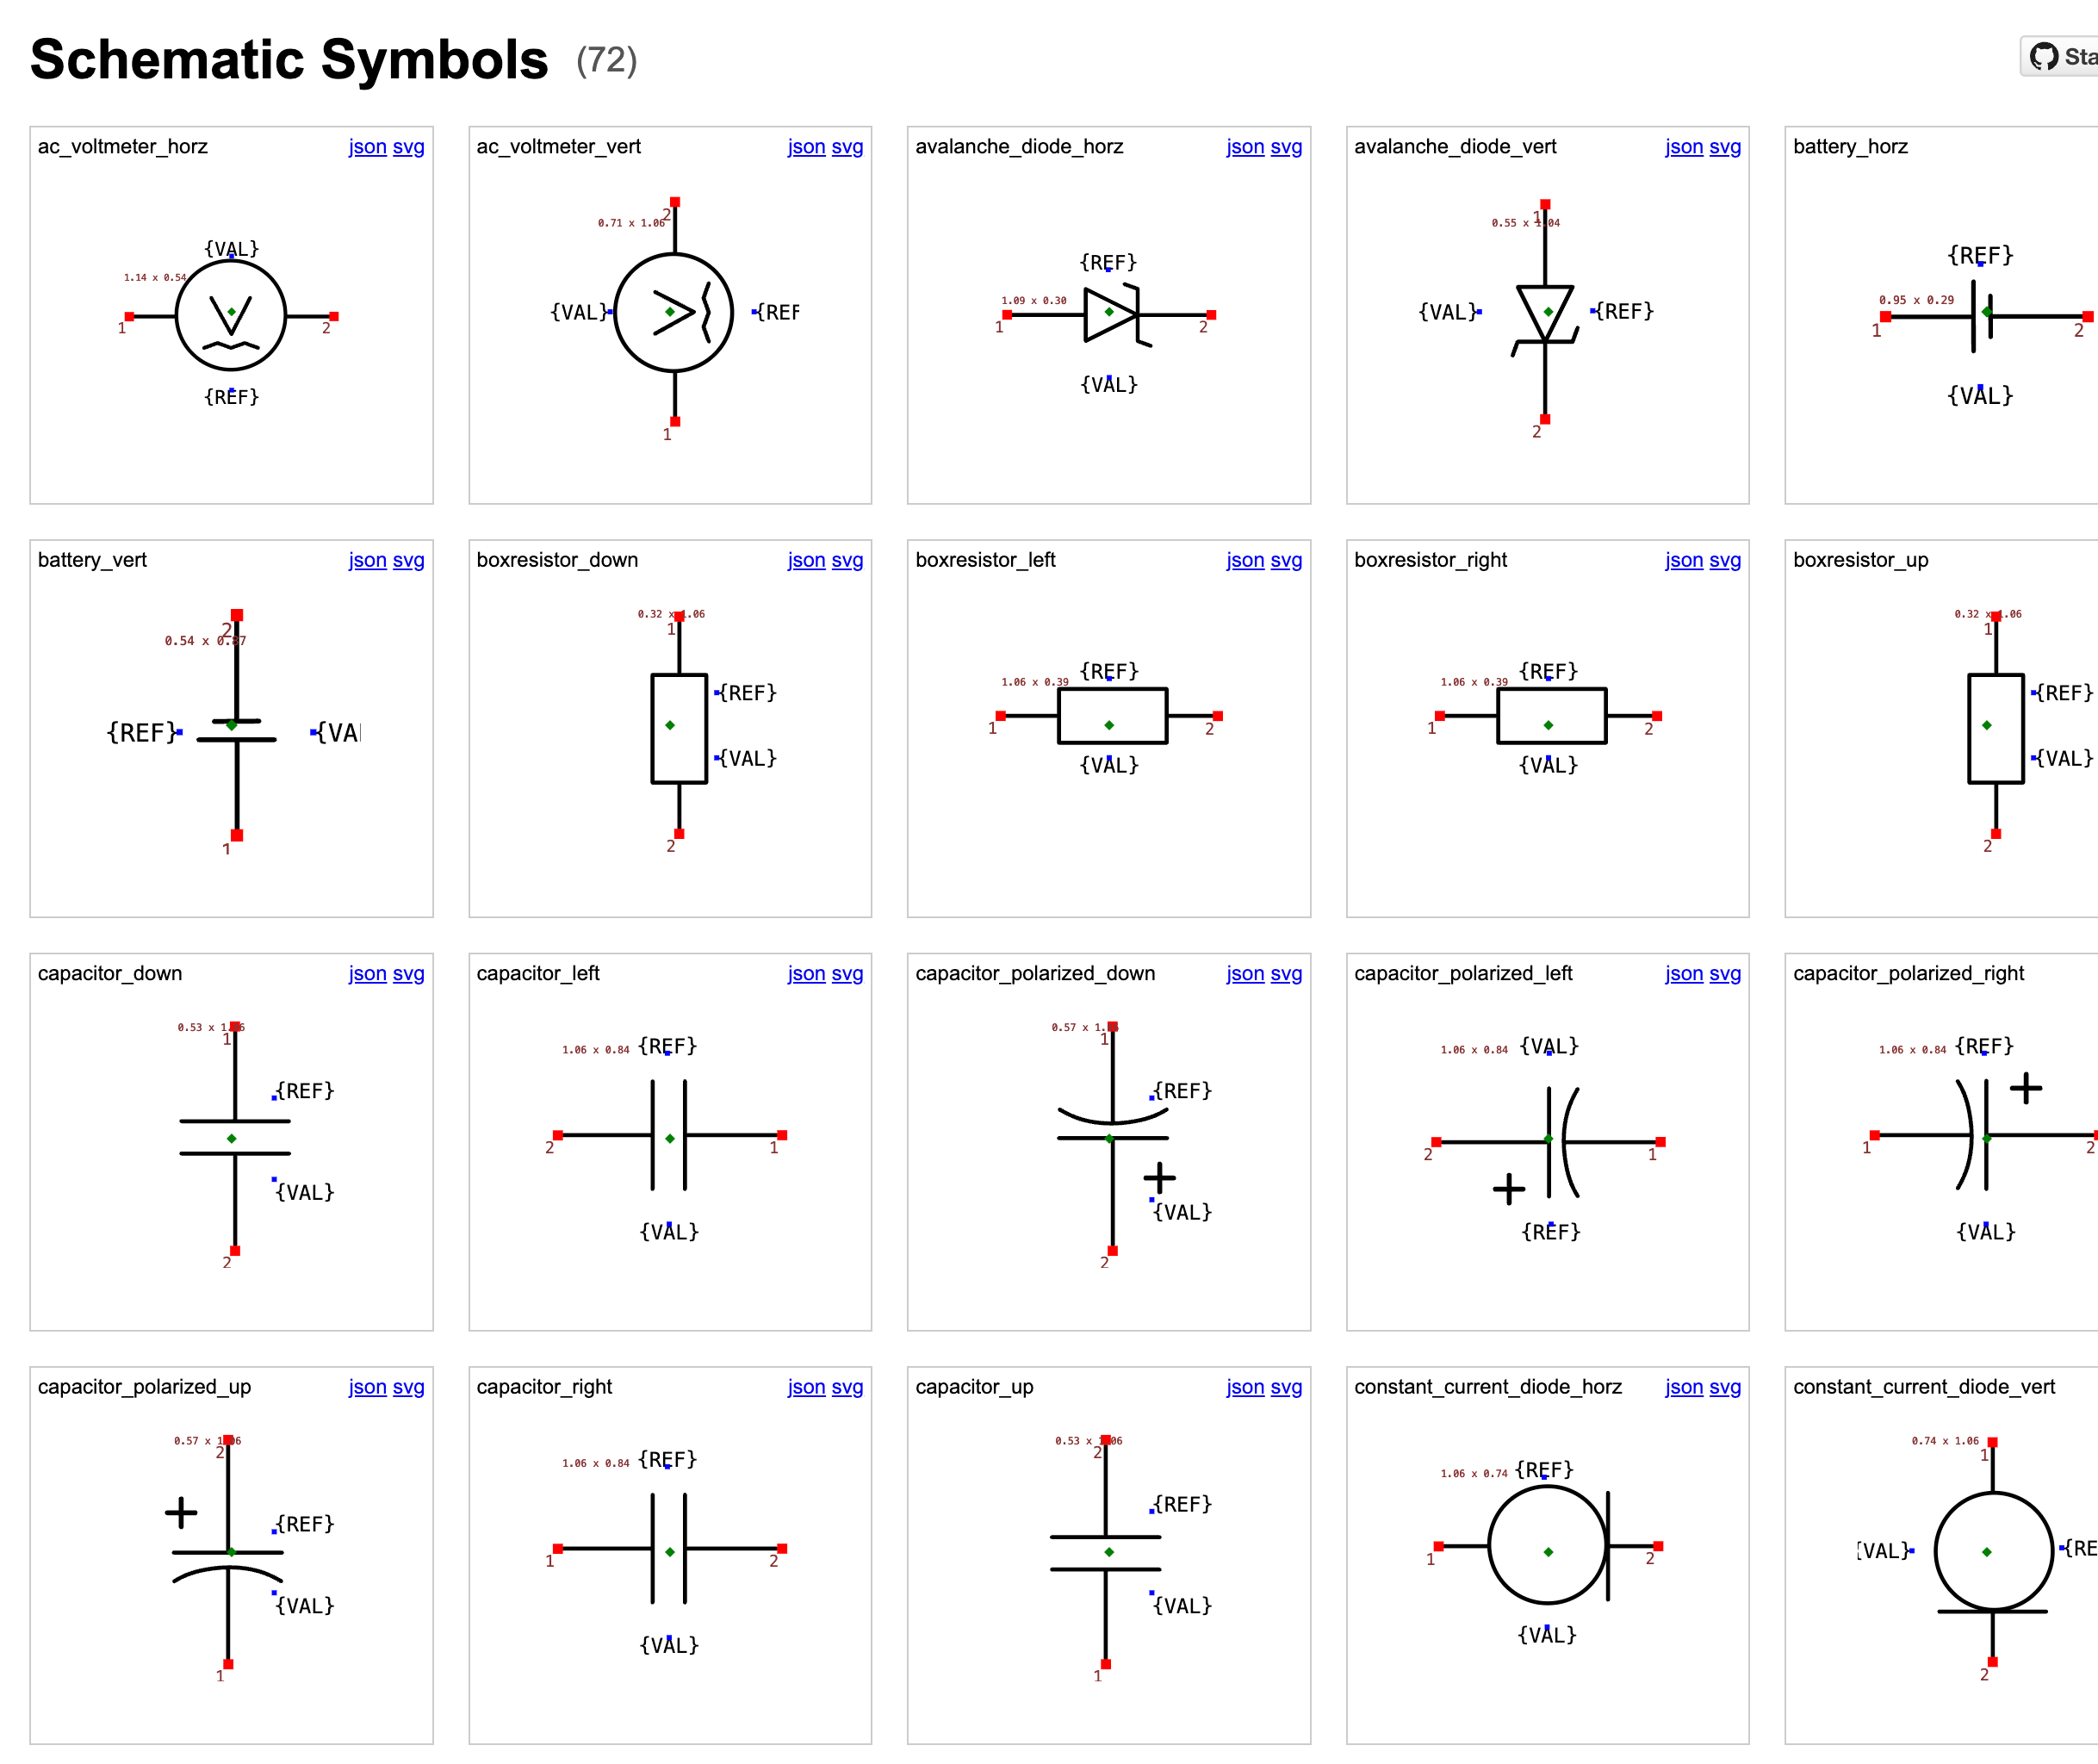 Schematic Symbols (72)
Sta
ac_voltmeter_horz json svg
{VAL}
1.14 x 0.54
1 2
{REF}
ac_voltmeter_vert json svg
2
0.71 x 1.06
{VAL} {REF
1
avalanche_diode_horz json svg
{REF}
1.09 x 0.30
1 2
{VAL}
avalanche_diode_vert json svg
1
0.55 x 1.04
{VAL} {REF}
2
battery_horz
{REF}
0.95 x 0.29
1 2
{VAL}
battery_vert json svg
2
0.54 x 0.87
{REF} {VA
1
boxresistor_down json svg
0.32 x 1.06
1
{REF}
{VAL}
2
boxresistor_left json svg
{REF}
1.06 x 0.39
1 2
{VAL}
boxresistor_right json svg
{REF}
1.06 x 0.39
1 2
{VAL}
boxresistor_up
0.32 x 1.06
1
{REF}
{VAL}
2
capacitor_down json svg
0.53 x 1.06
1
{REF}
{VAL}
2
capacitor_left json svg
1.06 x 0.84 {REF}
2 1
{VAL}
capacitor_polarized_down json svg
0.57 x 1.
1
{REF}
+
{VAL}
2
capacitor_polarized_left json svg
1.06 x 0.84 {VAL}
2 1
+
{REF}
capacitor_polarized_right
1.06 x 0.84 {REF}
+
1 2
{VAL}
capacitor_polarized_up json svg
0.57 x 1.06
2
+
{REF}
{VAL}
1
capacitor_right json svg
1.06 x 0.84 {REF}
1 2
{VAL}
capacitor_up json svg
0.53 x 1.06
2
{REF}
{VAL}
1
constant_current_diode_horz json svg
1.06 x 0.74 {REF}
1 2
{VAL}
constant_current_diode_vert
0.74 x 1.06
1
{VAL} {RE
2